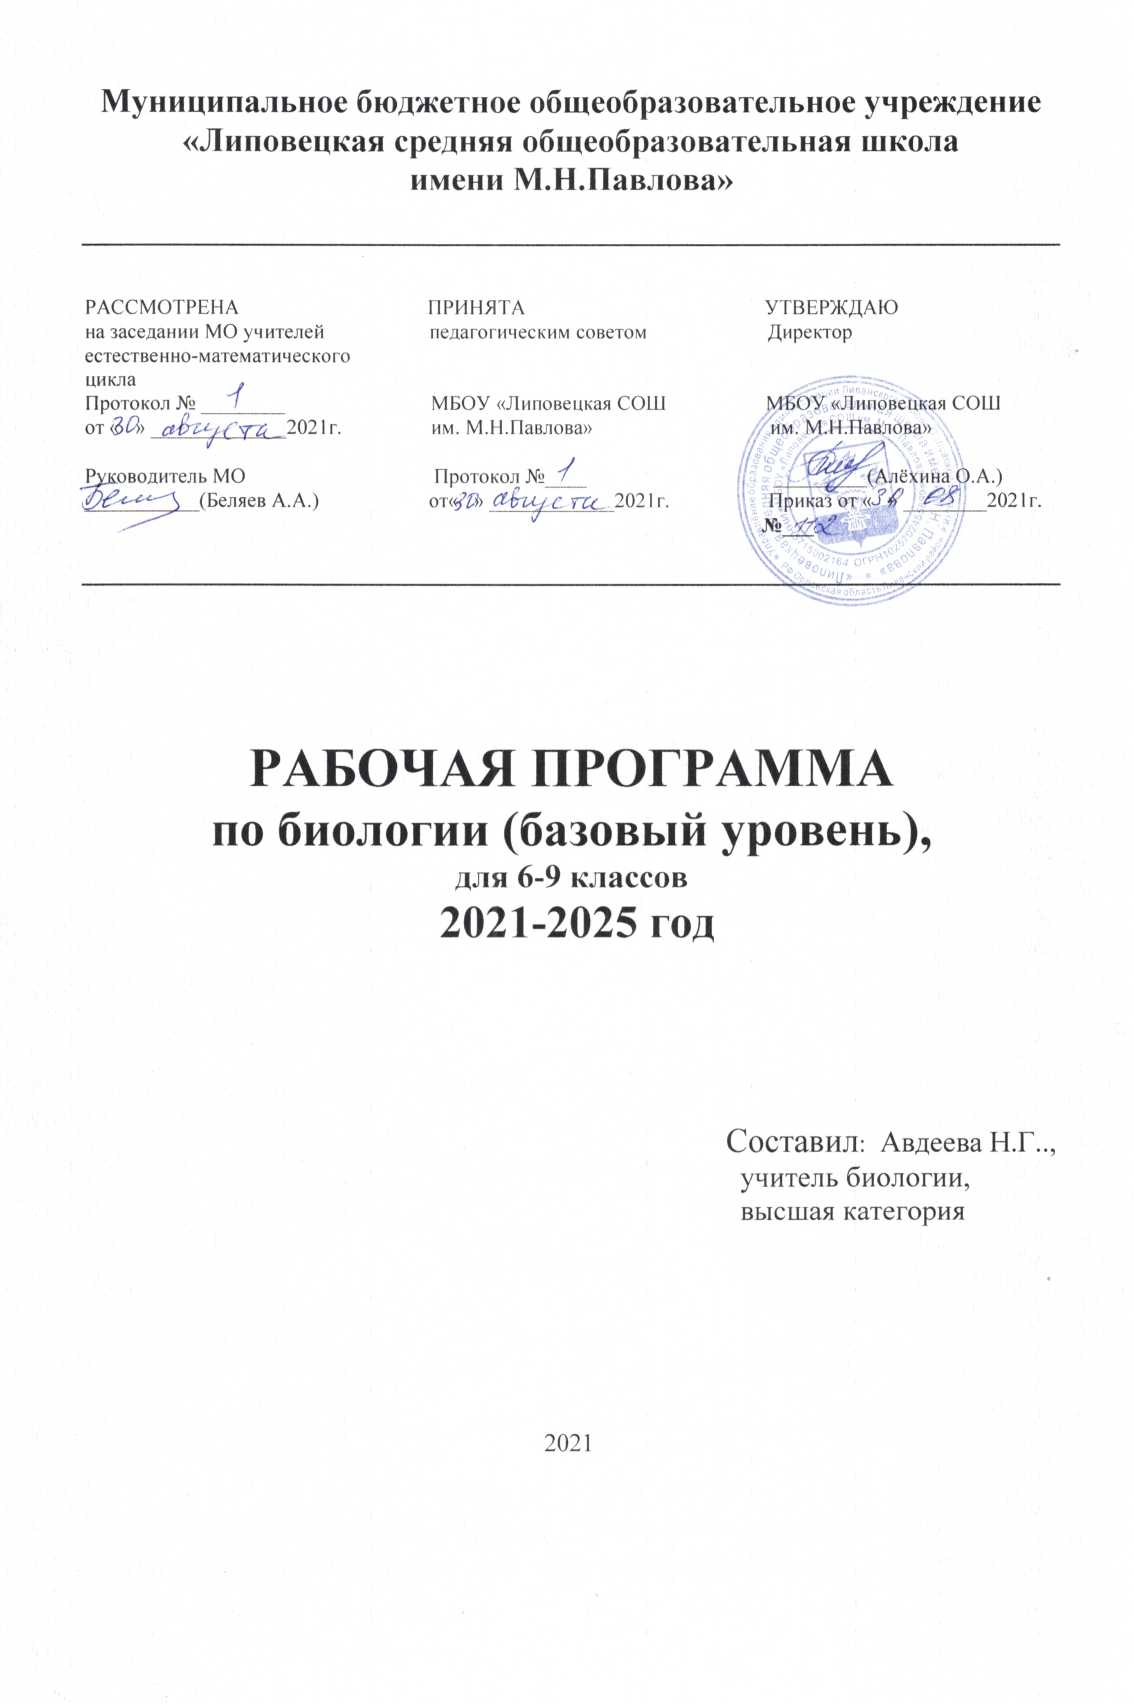 Муниципальное бюджетное общеобразовательное учреждение
«Липовецкая средняя общеобразовательная школа
имени М.Н.Павлова»
РАССМОТРЕНА
на заседании МО учителей
естественно-математического
цикла
Протокол № 1
от «30» августа 2021г.
Руководитель МО
(Беляев А.А.)
ПРИНЯТА
педагогическим советом
МБОУ «Липовецкая СОШ
им. М.Н.Павлова»
Протокол № 1
от«30» августа 2021г.
УТВЕРЖДАЮ
Директор
МБОУ «Липовецкая СОШ
им. М.Н.Павлова»
(Алёхина О.А.)
Приказ от «30» 08 2021г.
№ 112
РАБОЧАЯ ПРОГРАММА
по биологии (базовый уровень),
для 6-9 классов
2021-2025 год
Составил: Авдеева Н.Г..,
учитель биологии,
высшая категория
2021